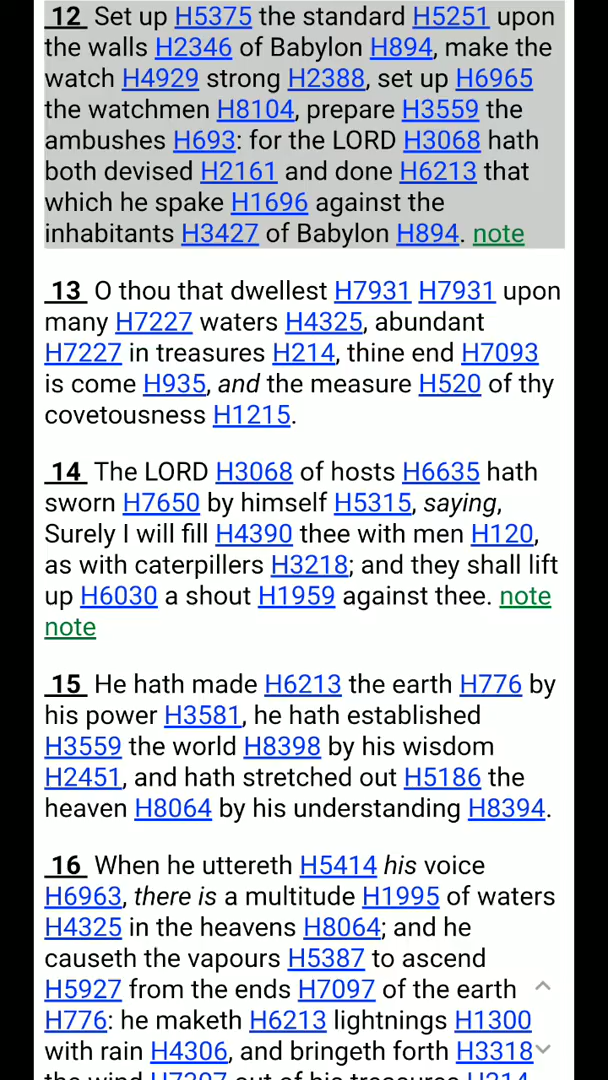 12 Set up H5375 the standard H5251 upon
the walls H2346 of Babylon H894, make the
watch H4929 strong H2388, set up H6965
the watchmen H8104, prepare H3559 the
ambushes H693: for the LORD H3068 hath
both devised H2161 and done H6213 that
which he spake H1696 against the
inhabitants H3427 of Babylon H894. note
13 O thou that dwellest H7931 H7931 upon
many H7227 waters H4325, abundant
H7227 in treasures H214, thine end H7093
is come H935, and the measure H520 of thy
covetousness H1215.
14 The LORD H3068 of hosts H6635 hath
sworn H7650 by himself H5315, saying,
Surely I will fill H4390 thee with men H120,
as with caterpillers H3218; and they shall lift
up H6030 a shout H1959 against thee. note
note
15 He hath made H6213 the earth H776 by
his power H3581, he hath established
H3559 the world H8398 by his wisdom
H2451, and hath stretched out H5186 the
heaven H8064 by his understanding H8394.
16 When he uttereth H5414 his voice
H6963, there is a multitude H1995 of waters
H4325 in the heavens H8064; and he
causeth the vapours H5387 to ascend
H5927 from the ends H7097 of the earth
H776: he maketh H6213 lightnings H1300
with rain H4306, and bringeth forth H3318
the wind H7307 out of his treasures H214